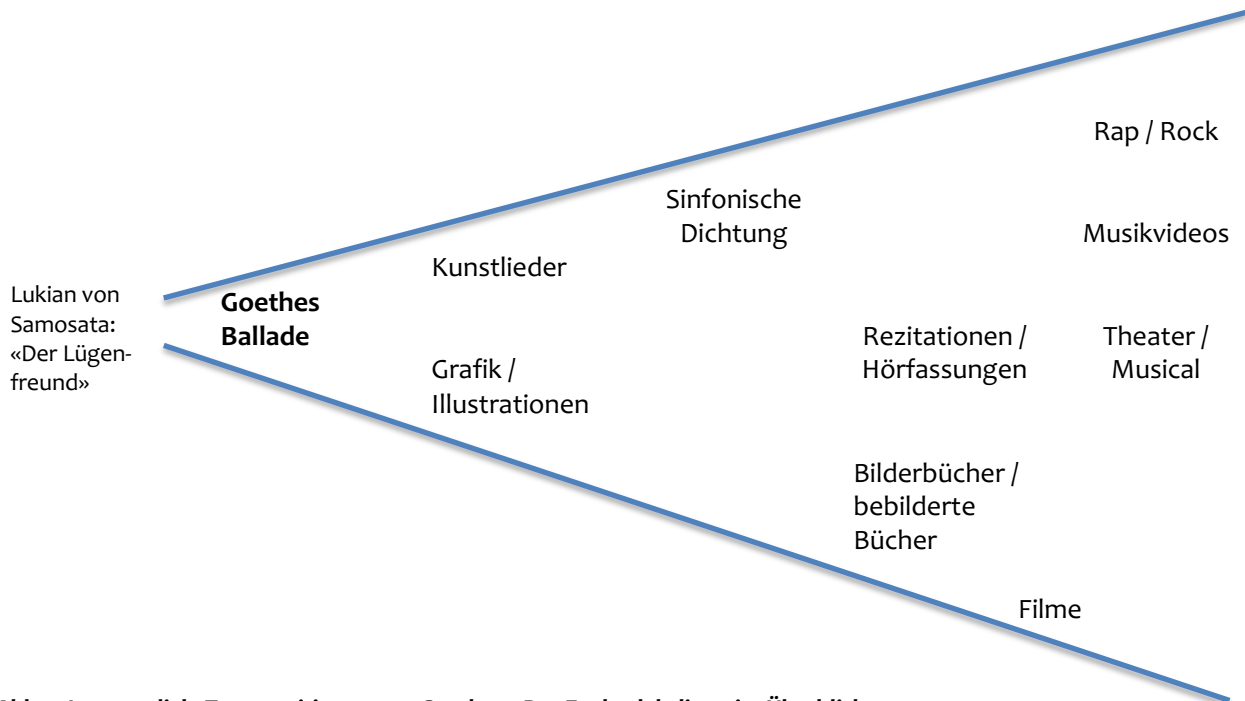 Lukian von
Samosata:
«Der Lügen-
freund»
Goethes
Ballade
Kunstlieder
Grafik /
Illustrationen
Sinfonische
Dichtung
Rezitationen /
Hörfassungen
Bilderbücher /
bebilderte
Bücher
Filme
Rap / Rock
Musikvideos
Theater /
Musical